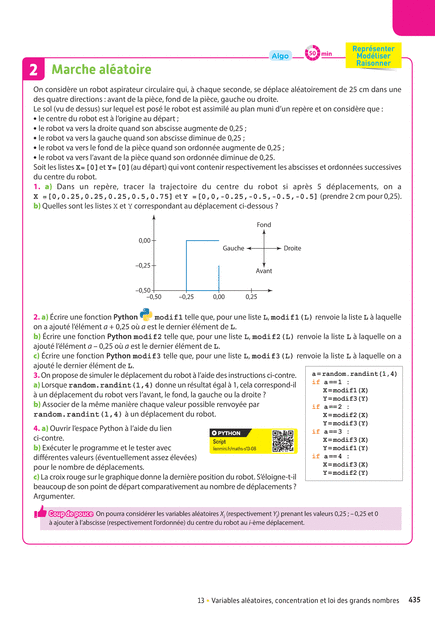 Algo
50 min
Représenter
Modéliser
Raisonner
2 Marche aléatoire
On considère un robot aspirateur circulaire qui, à chaque seconde, se déplace aléatoirement de 25 cm dans une
des quatre directions : avant de la pièce, fond de la pièce, gauche ou droite.
Le sol (vu de dessus) sur lequel est posé le robot est assimilé au plan muni d'un repère et on considère que :
• le centre du robot est à l'origine au départ ;
• le robot va vers la droite quand son abscisse augmente de 0,25 ;
• le robot va vers la gauche quand son abscisse diminue de 0,25 ;
• le robot va vers le fond de la pièce quand son ordonnée augmente de 0,25 ;
• le robot va vers l'avant de la pièce quand son ordonnée diminue de 0,25.
Soit les listes X=[0] et Y=[0] (au départ) qui vont contenir respectivement les abscisses et ordonnées successives
du centre du robot.
1. a) Dans un repère, tracer la trajectoire du centre du robot si après 5 déplacements, on a
X =[0,0.25,0.25,0.25,0.5,0.75] et Y =[0,0,-0.25,-0.5,-0.5,-0.5] (prendre 2 cm pour 0,25).
b) Quelles sont les listes X et Y correspondant au déplacement ci-dessous ?
0,00
−0,25
−0,50
−0,50 −0,25 0,00 0,25
Fond
Gauche Droite
Avant
2. a) Écrire une fonction Python modif1 telle que, pour une liste L, modif1(L) renvoie la liste L à laquelle
on a ajouté l'élément a + 0,25 où a est le dernier élément de L.
b) Écrire une fonction Python modif2 telle que, pour une liste L, modif2(L) renvoie la liste L à laquelle on a
ajouté l'élément a − 0,25 où a est le dernier élément de L.
c) Écrire une fonction Python modif3 telle que, pour une liste L, modif3(L) renvoie la liste L à laquelle on a
ajouté le dernier élément de L.
3. On propose de simuler le déplacement du robot à l'aide des instructions ci-contre.
a) Lorsque random.randint(1,4) donne un résultat égal à 1, cela correspond-il
à un déplacement du robot vers l'avant, le fond, la gauche ou la droite ?
b) Associer de la même manière chaque valeur possible renvoyée par
random.randint(1,4) à un déplacement du robot.
a=random.randint(1,4)
if a==1 :
X=modif1(X)
Y=modif3(Y)
if a==2 :
X=modif2(X)
Y=modif3(Y)
if a==3 :
X=modif3(X)
Y=modif1(Y)
if a==4 :
X=modif3(X)
Y=modif2(Y)
4. a) Ouvrir l'espace Python à l'aide du lien
ci-contre.
b) Exécuter le programme et le tracer avec
différentes valeurs (éventuellement assez élevées)
pour le nombre de déplacements.
PYTHON
Script
c) La croix rouge sur le graphique donne la dernière position du robot. S'éloigne-t-il
beaucoup de son point de départ comparativement au nombre de déplacements ?
Argumenter.
Coup de pouce On pourra considérer les variables aléatoires Xi (respectivement Yi) prenant les valeurs 0,25 ; −0,25 et 0
à ajouter à l'abscisse (respectivement l'ordonnée) du centre du robot au i-ème déplacement.
13 • Variables aléatoires, concentration et loi des grands nombres 435